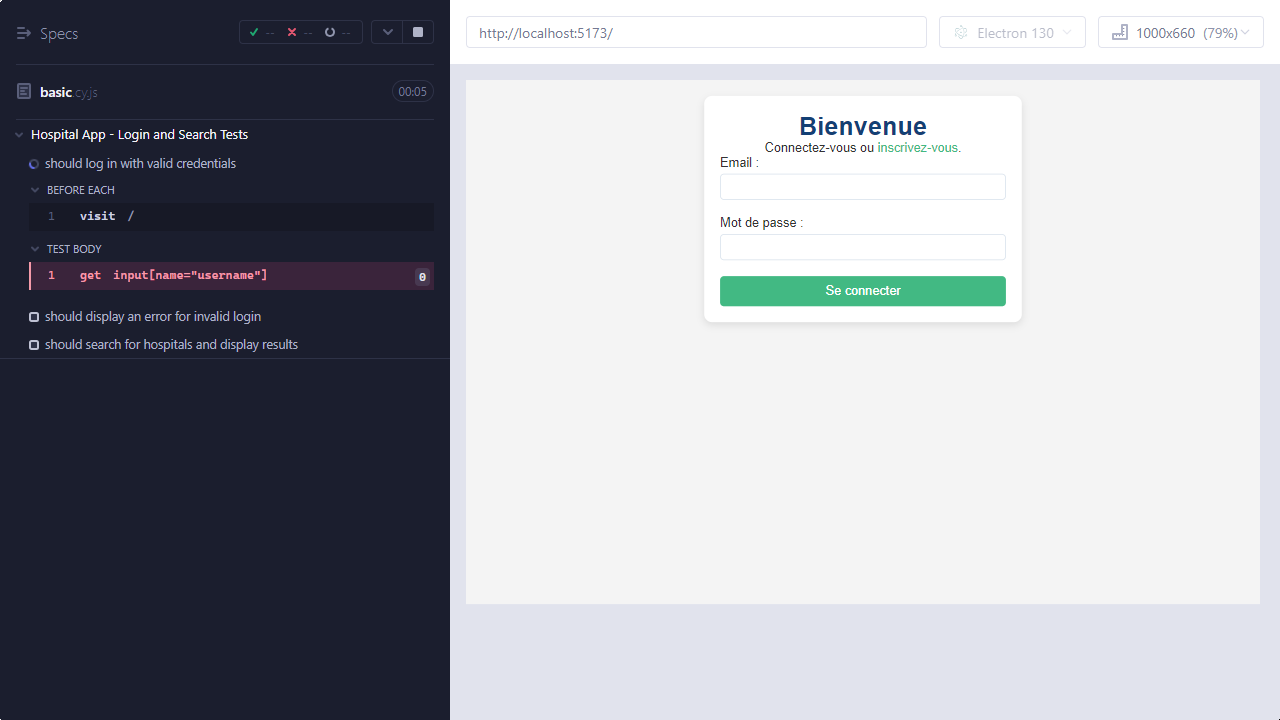 Specs
--
--
--
basic.cy.js
00:05
Hospital App - Login and Search Tests
should log in with valid credentials
BEFORE EACH
1 visit /
TEST BODY
1 get input[name="username"] 0
should display an error for invalid login
should search for hospitals and display results
http://localhost:5173/
Electron 130
1000x660 (79%)
Bienvenue
Connectez-vous ou inscrivez-vous.
Email :
Mot de passe :
Se connecter